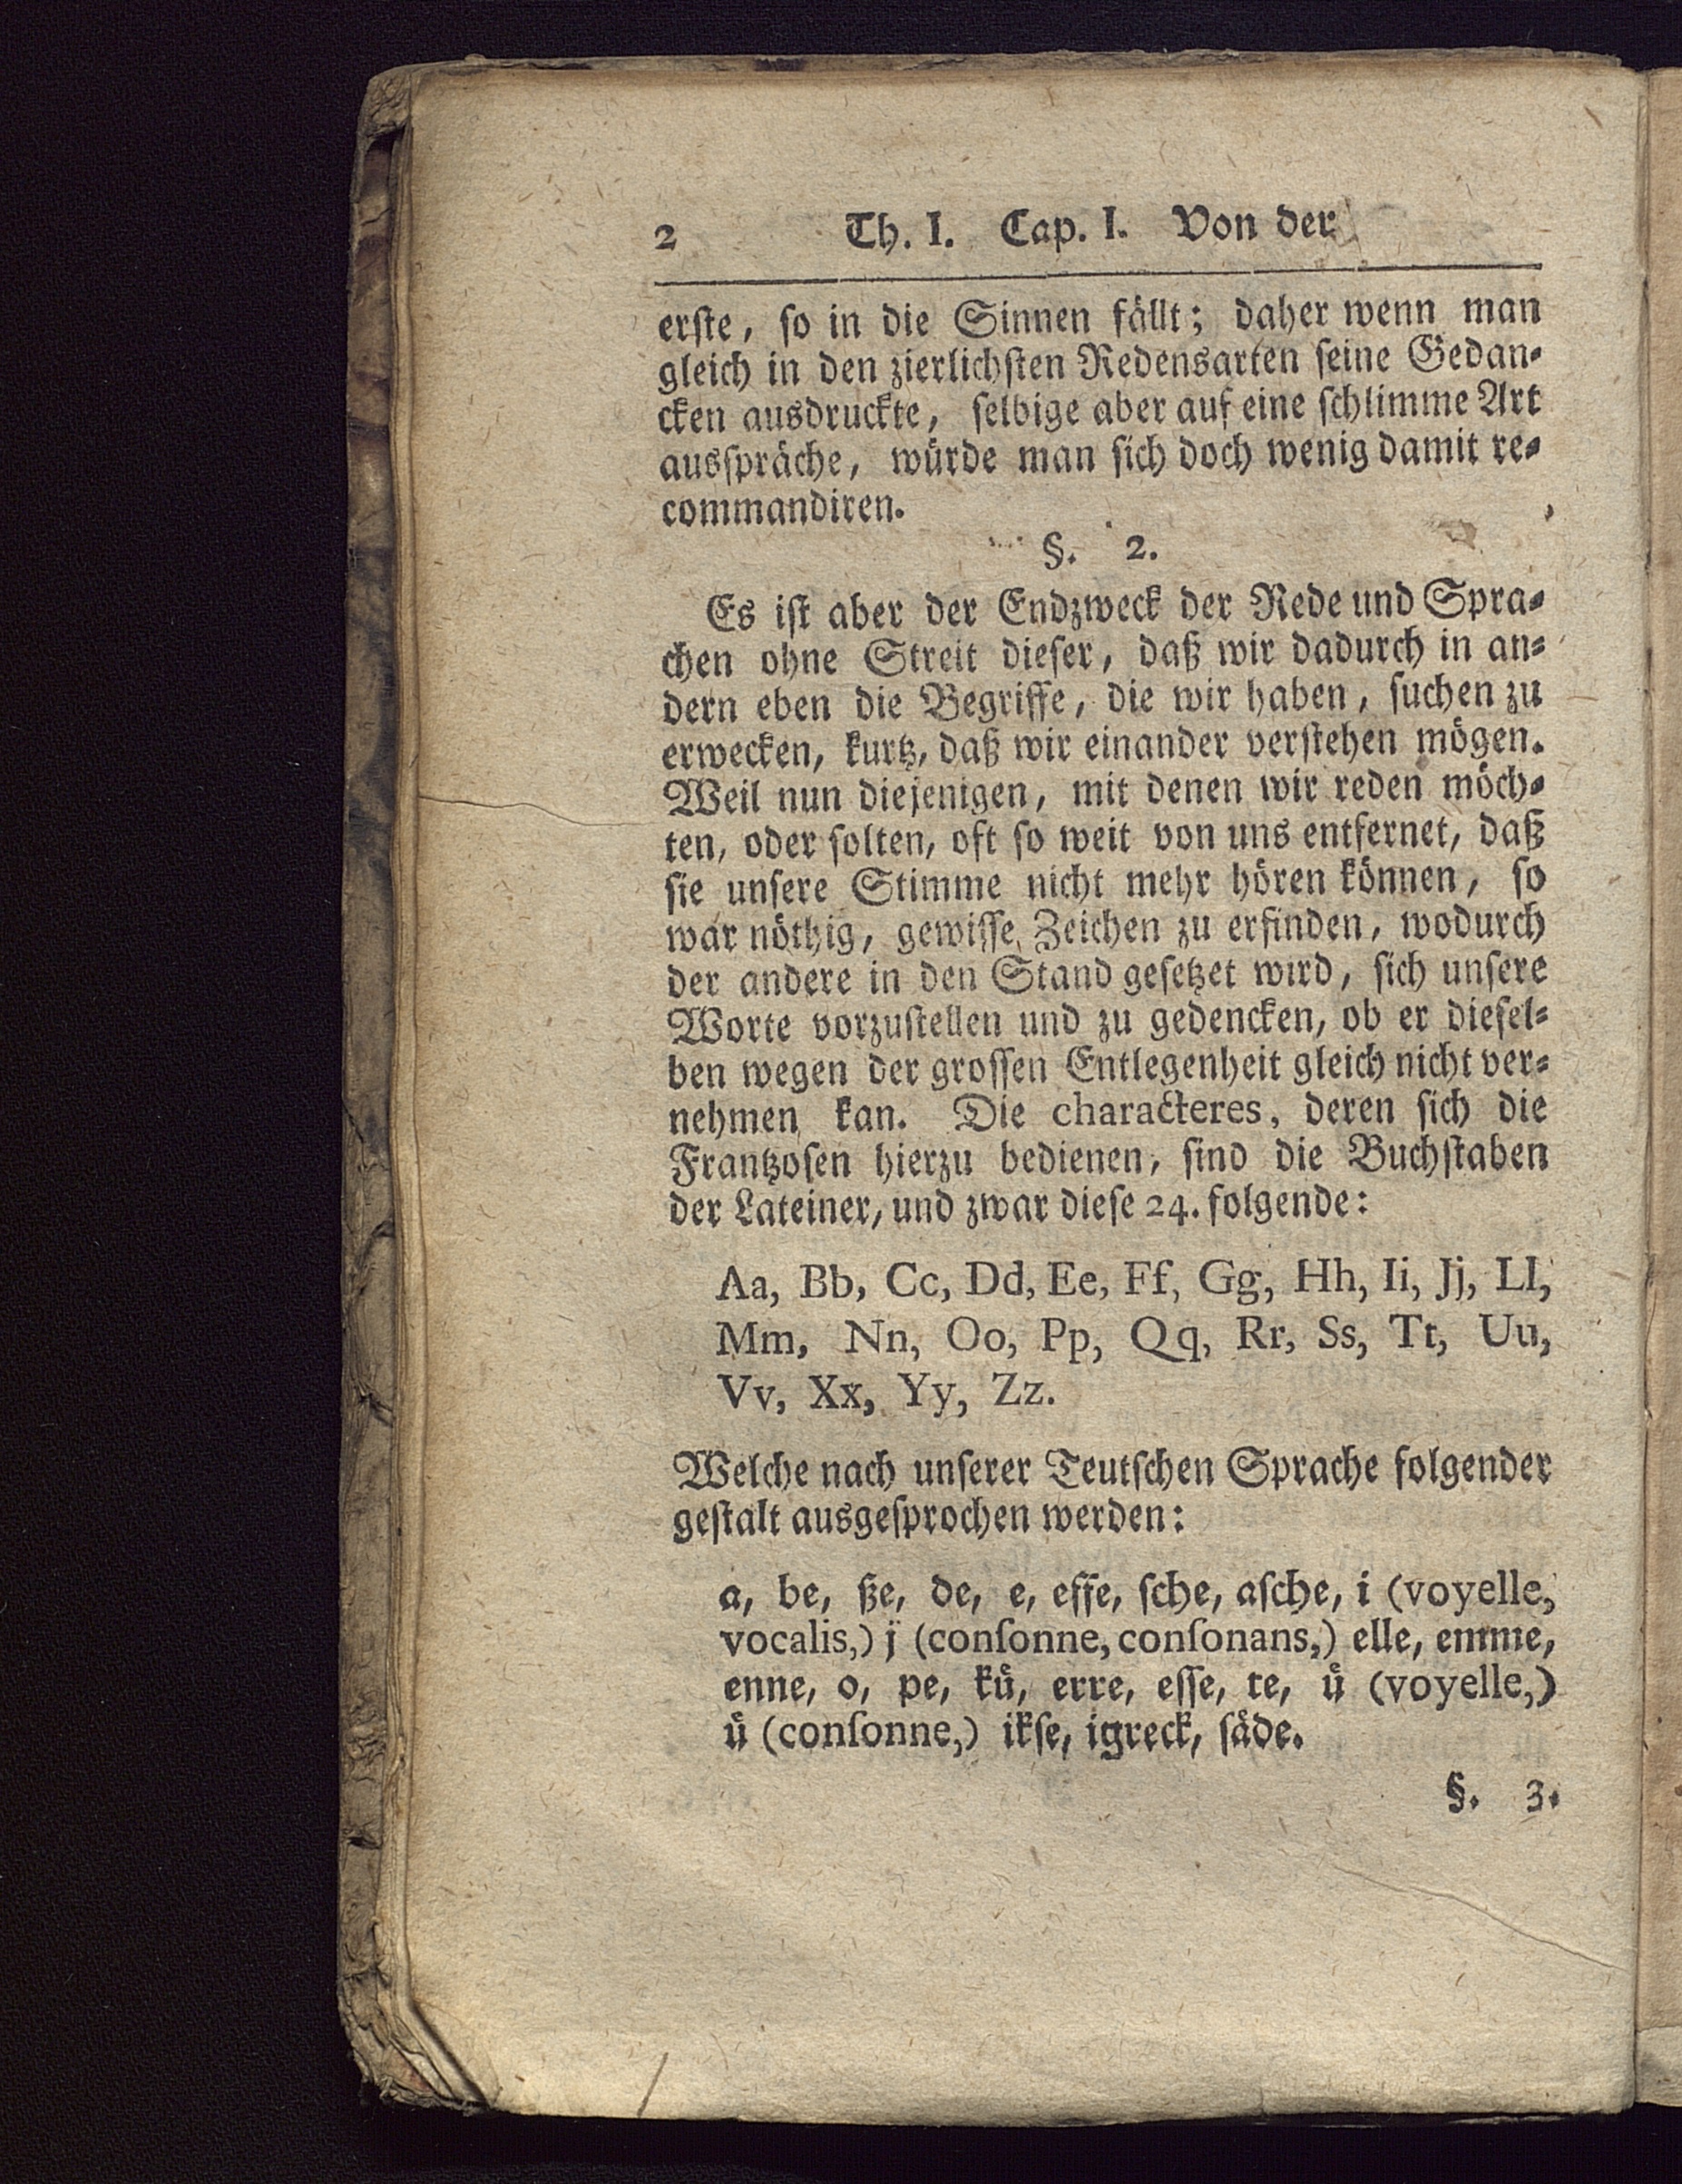 2 Th. I. Cap. I. Von der
erste, so in die Sinnen fällt; daher wenn man
gleich in den zierlichsten Redensarten seine Gedan-
cken ausdruckte, selbige aber auf eine schlimme Art
ausspräche, würde man sich doch wenig damit re-
commandiren.
§. 2.
Es ist aber der Endzweck der Rede und Spra-
chen ohne Streit dieser, daß wir dadurch in an-
dern eben die Begriffe, die wir haben, suchen zu
erwecken, kurtz, daß wir einander verstehen mögen.
Weil nun diejenigen, mit denen wir reden möch-
ten, oder solten, oft so weit von uns entfernet, daß
sie unsere Stimme nicht mehr hören können, so
war nöthig, gewisse Zeichen zu erfinden, wodurch
der andere in den Stand gesetzet wird, sich unsere
Worte vorzustellen und zu gedencken, ob er diesel-
ben wegen der grossen Entlegenheit gleich nicht ver-
nehmen kan. Die characteres, deren sich die
Frantzosen hierzu bedienen, sind die Buchstaben
der Lateiner, und zwar diese 24. folgende:
Aa, Bb, Cc, Dd, Ee, Ff, Gg, Hh, Ii, Jj, Ll,
Mm, Nn, Oo, Pp, Qq, Rr, Ss, Tt, Uu,
Vv, Xx, Yy, Zz.
Welche nach unserer Teutschen Sprache folgender
gestalt ausgesprochen werden:
a, be, ße, de, e, effe, sche, asche, i (voyelle,
vocalis,) j (conſonne, conſonans,) elle, emme,
enne, o, pe, kü, erre, esse, te, ü (voyelle,)
ü (conſonne,) ikse, igreck, säde.
§. 3.